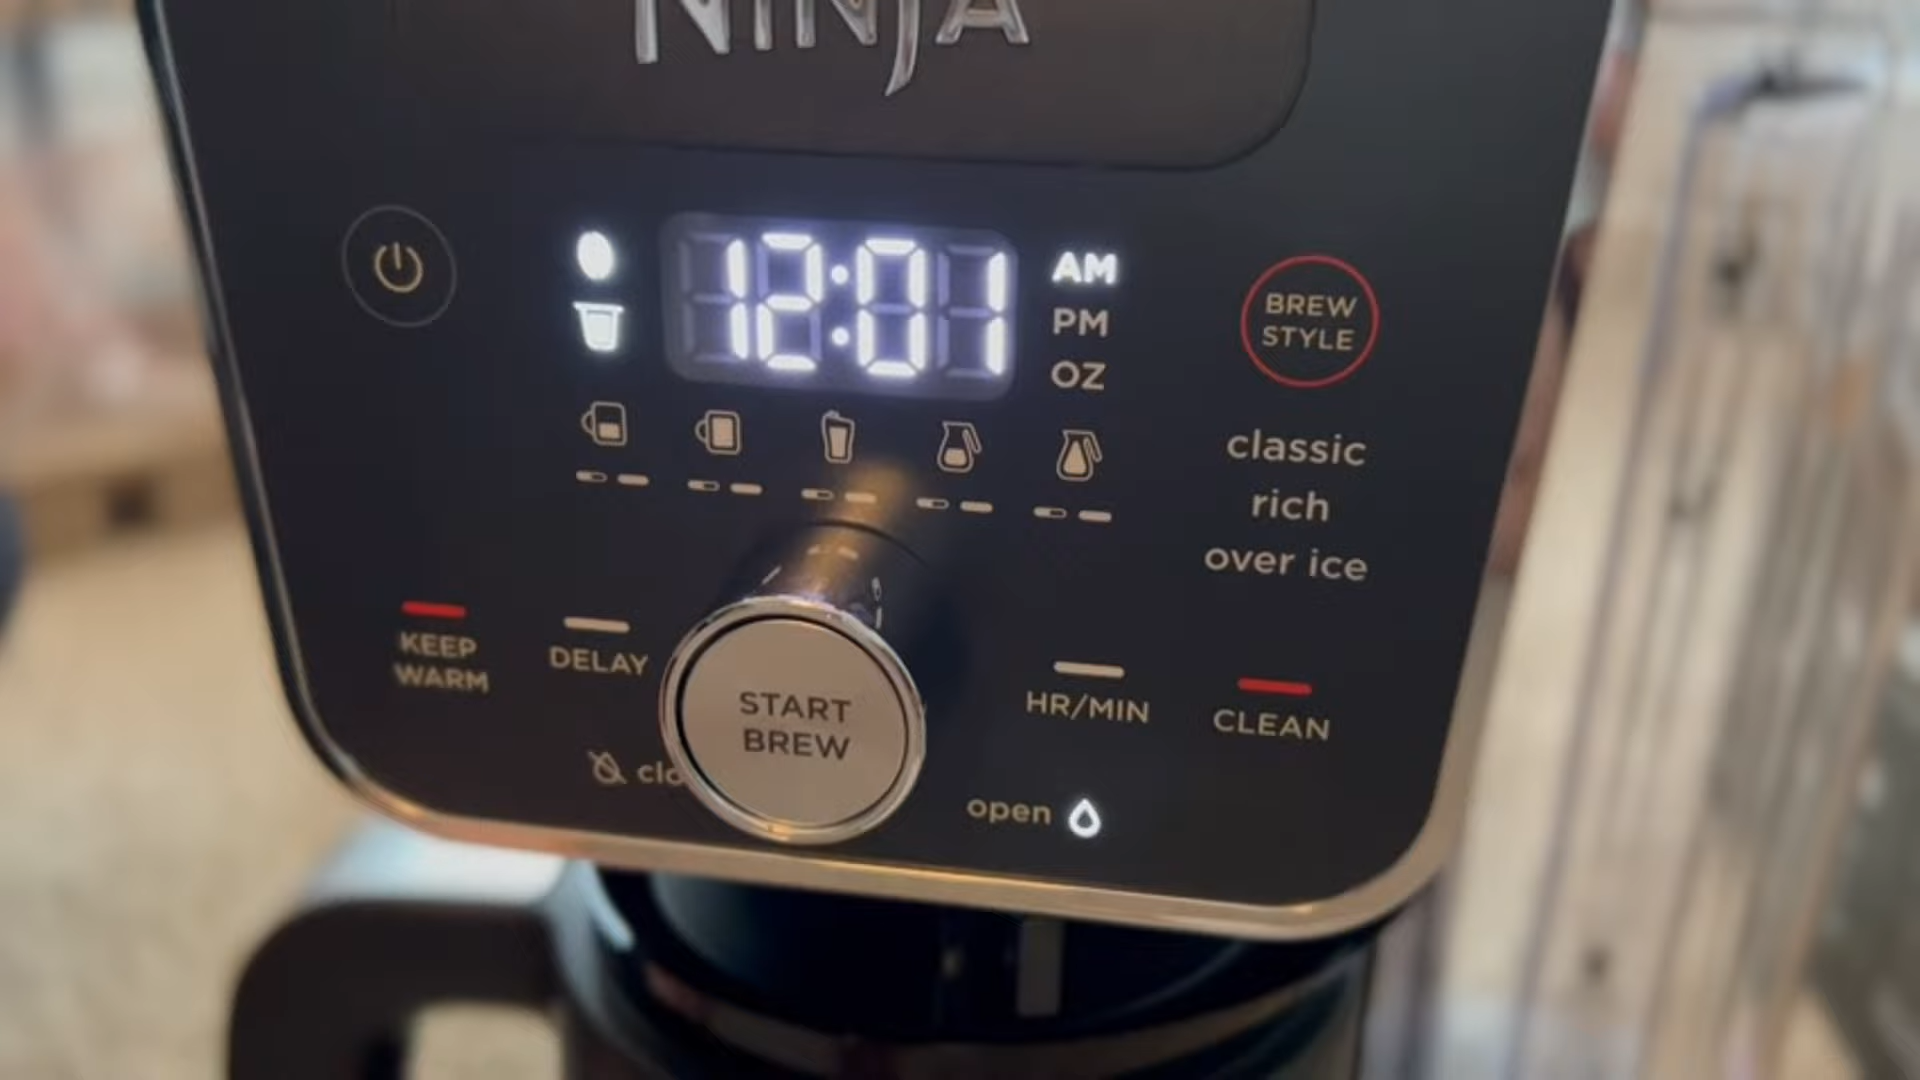 NINJA
12:01
AM
PM
OZ
BREW
STYLE
classic
rich
over ice
KEEP
WARM
DELAY
START
BREW
HR/MIN
CLEAN
clo
open